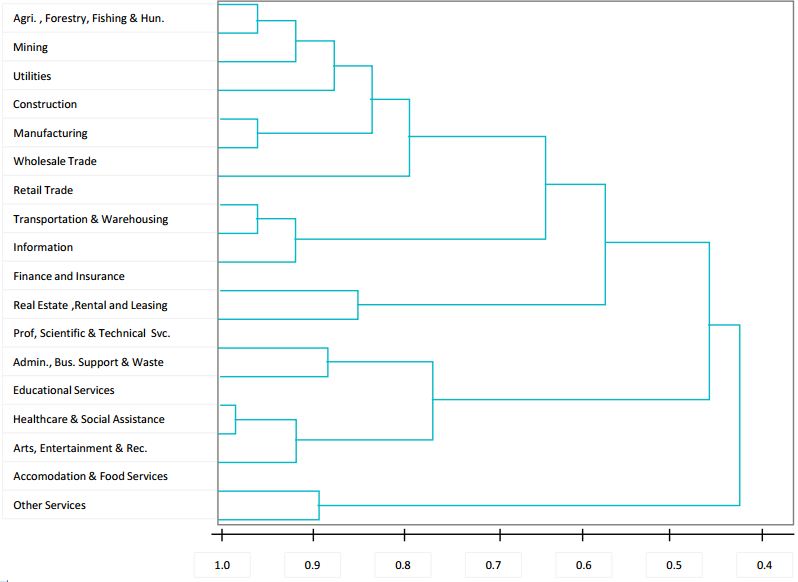 Agri. , Forestry, Fishing & Hun.
Mining
Utilities
Construction
Manufacturing
Wholesale Trade
Retail Trade
Transportation & Warehousing
Information
Finance and Insurance
Real Estate ,Rental and Leasing
Prof, Scientific & Technical Svc.
Admin., Bus. Support & Waste
Educational Services
Healthcare & Social Assistance
Arts, Entertainment & Rec.
Accomodation & Food Services
Other Services
1.0 0.9 0.8 0.7 0.6 0.5 0.4